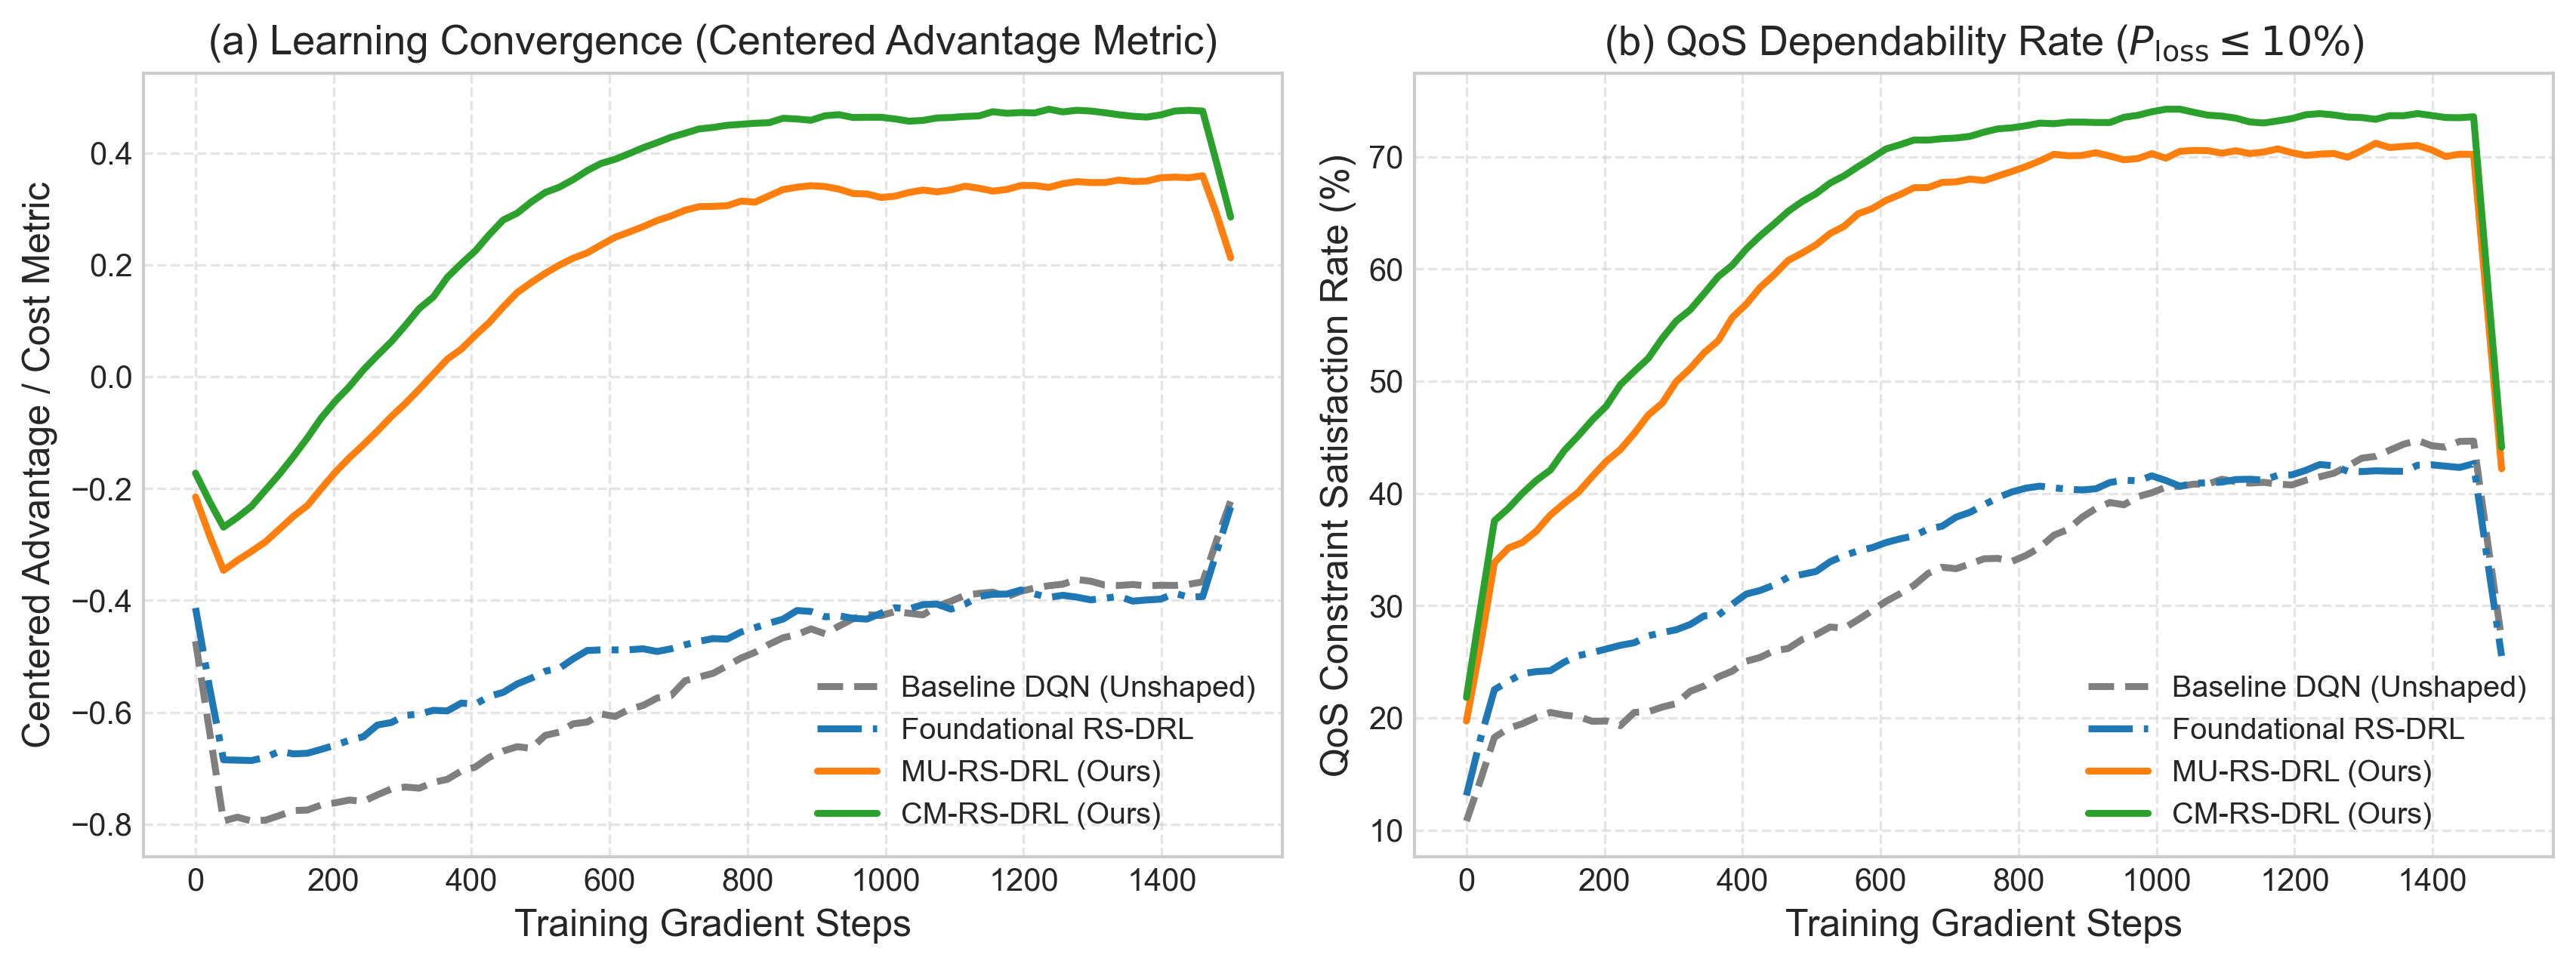 (a) Learning Convergence (Centered Advantage Metric)
Centered Advantage / Cost Metric
0.4
0.2
0.0
−0.2
−0.4
−0.6
−0.8
0 200 400 600 800 1000 1200 1400
Training Gradient Steps
Baseline DQN (Unshaped)
Foundational RS-DRL
MU-RS-DRL (Ours)
CM-RS-DRL (Ours)
(b) QoS Dependability Rate (P_loss ≤ 10%)
QoS Constraint Satisfaction Rate (%)
70
60
50
40
30
20
10
0 200 400 600 800 1000 1200 1400
Training Gradient Steps
Baseline DQN (Unshaped)
Foundational RS-DRL
MU-RS-DRL (Ours)
CM-RS-DRL (Ours)